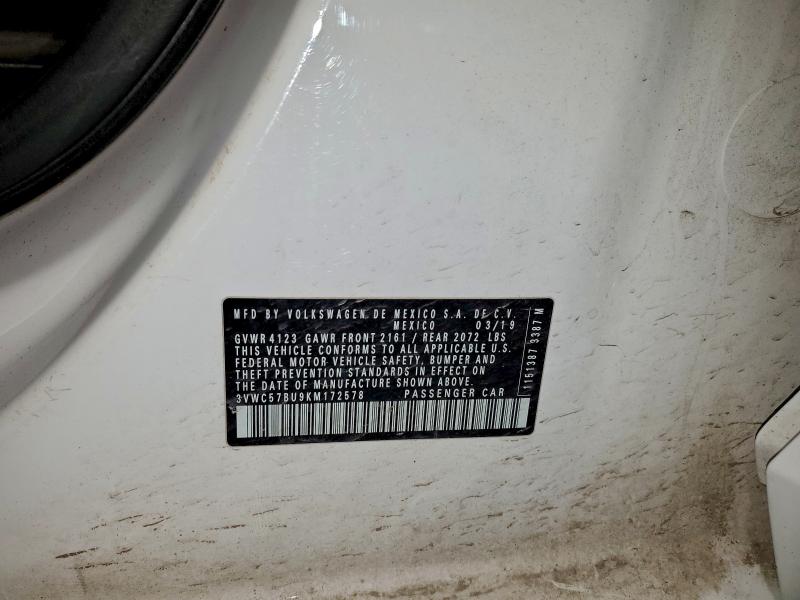 MFD BY VOLKSWAGEN DE MEXICO S.A. DE C.V.
MEXICO 03/19
GVWR 4123 GAWR FRONT 2161 / REAR 2072 LBS
THIS VEHICLE CONFORMS TO ALL APPLICABLE U.S.
FEDERAL MOTOR VEHICLE SAFETY, BUMPER AND
THEFT PREVENTION STANDARDS IN EFFECT ON
THE DATE OF MANUFACTURE SHOWN ABOVE.
3VWC57BU9KM172578 PASSENGER CAR
1151387 3387 M